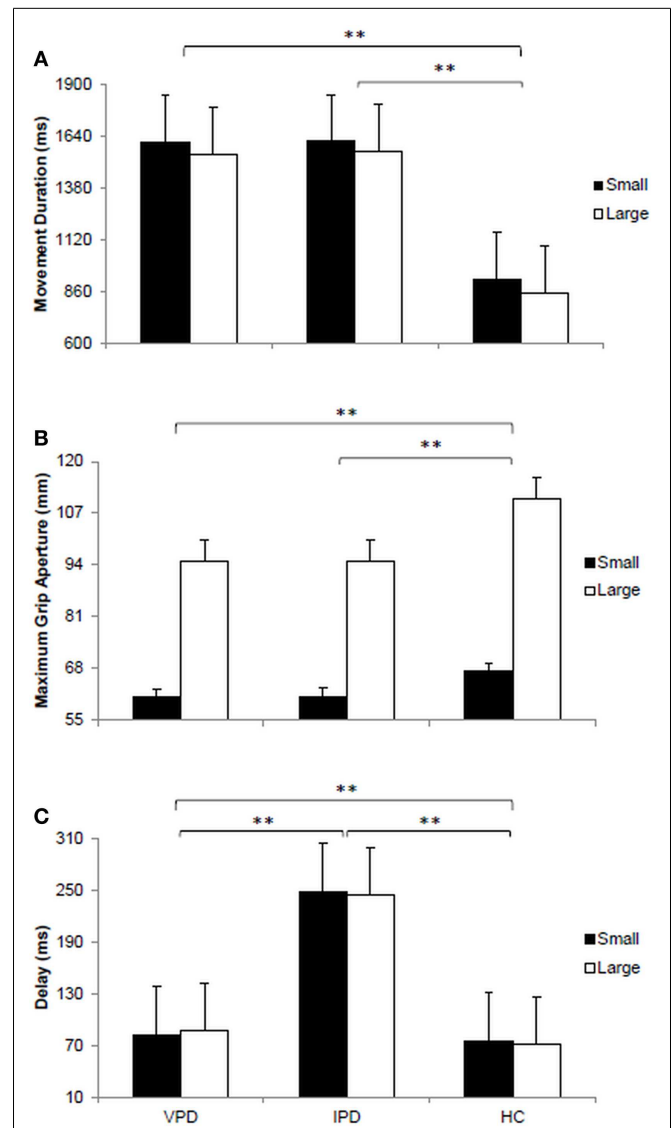 **
A
**
Movement Duration (ms)
1900
1640
1380
1120
860
600
Small
Large
**
B
**
Maximum Grip Aperture (mm)
120
107
94
81
68
55
Small
Large
**
C
**
**
Delay (ms)
310
250
190
130
70
10
Small
Large
VPD IPD HC